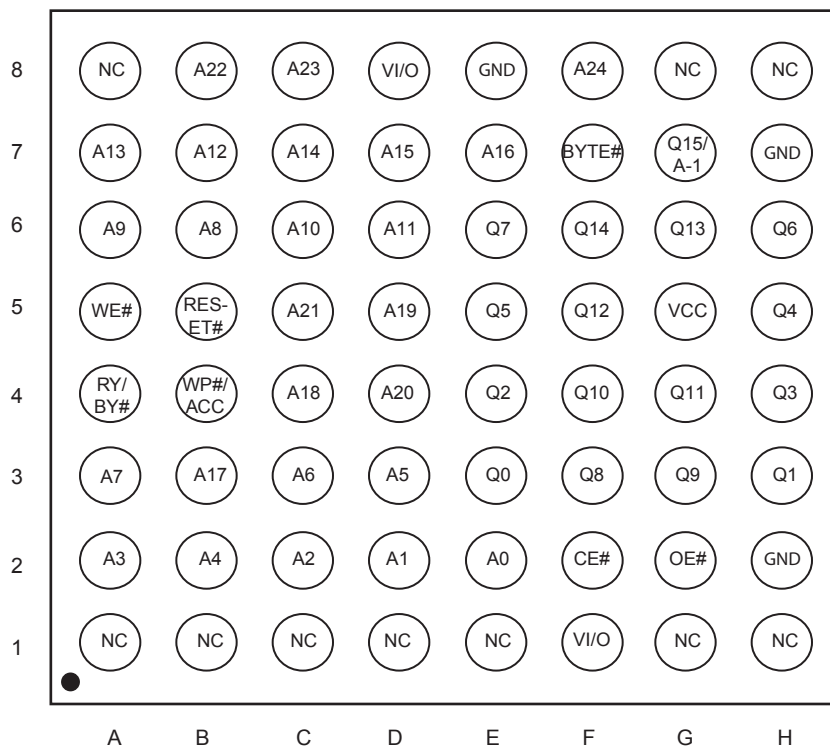 8 NC A22 A23 VI/O GND A24 NC NC
7 A13 A12 A14 A15 A16 BYTE# Q15/
A-1 GND
6 A9 A8 A10 A11 Q7 Q14 Q13 Q6
5 WE# RES-
ET# A21 A19 Q5 Q12 VCC Q4
4 RY/
BY# WP#/
ACC A18 A20 Q2 Q10 Q11 Q3
3 A7 A17 A6 A5 Q0 Q8 Q9 Q1
2 A3 A4 A2 A1 A0 CE# OE# GND
1 NC NC NC NC NC VI/O NC NC
A B C D E F G H